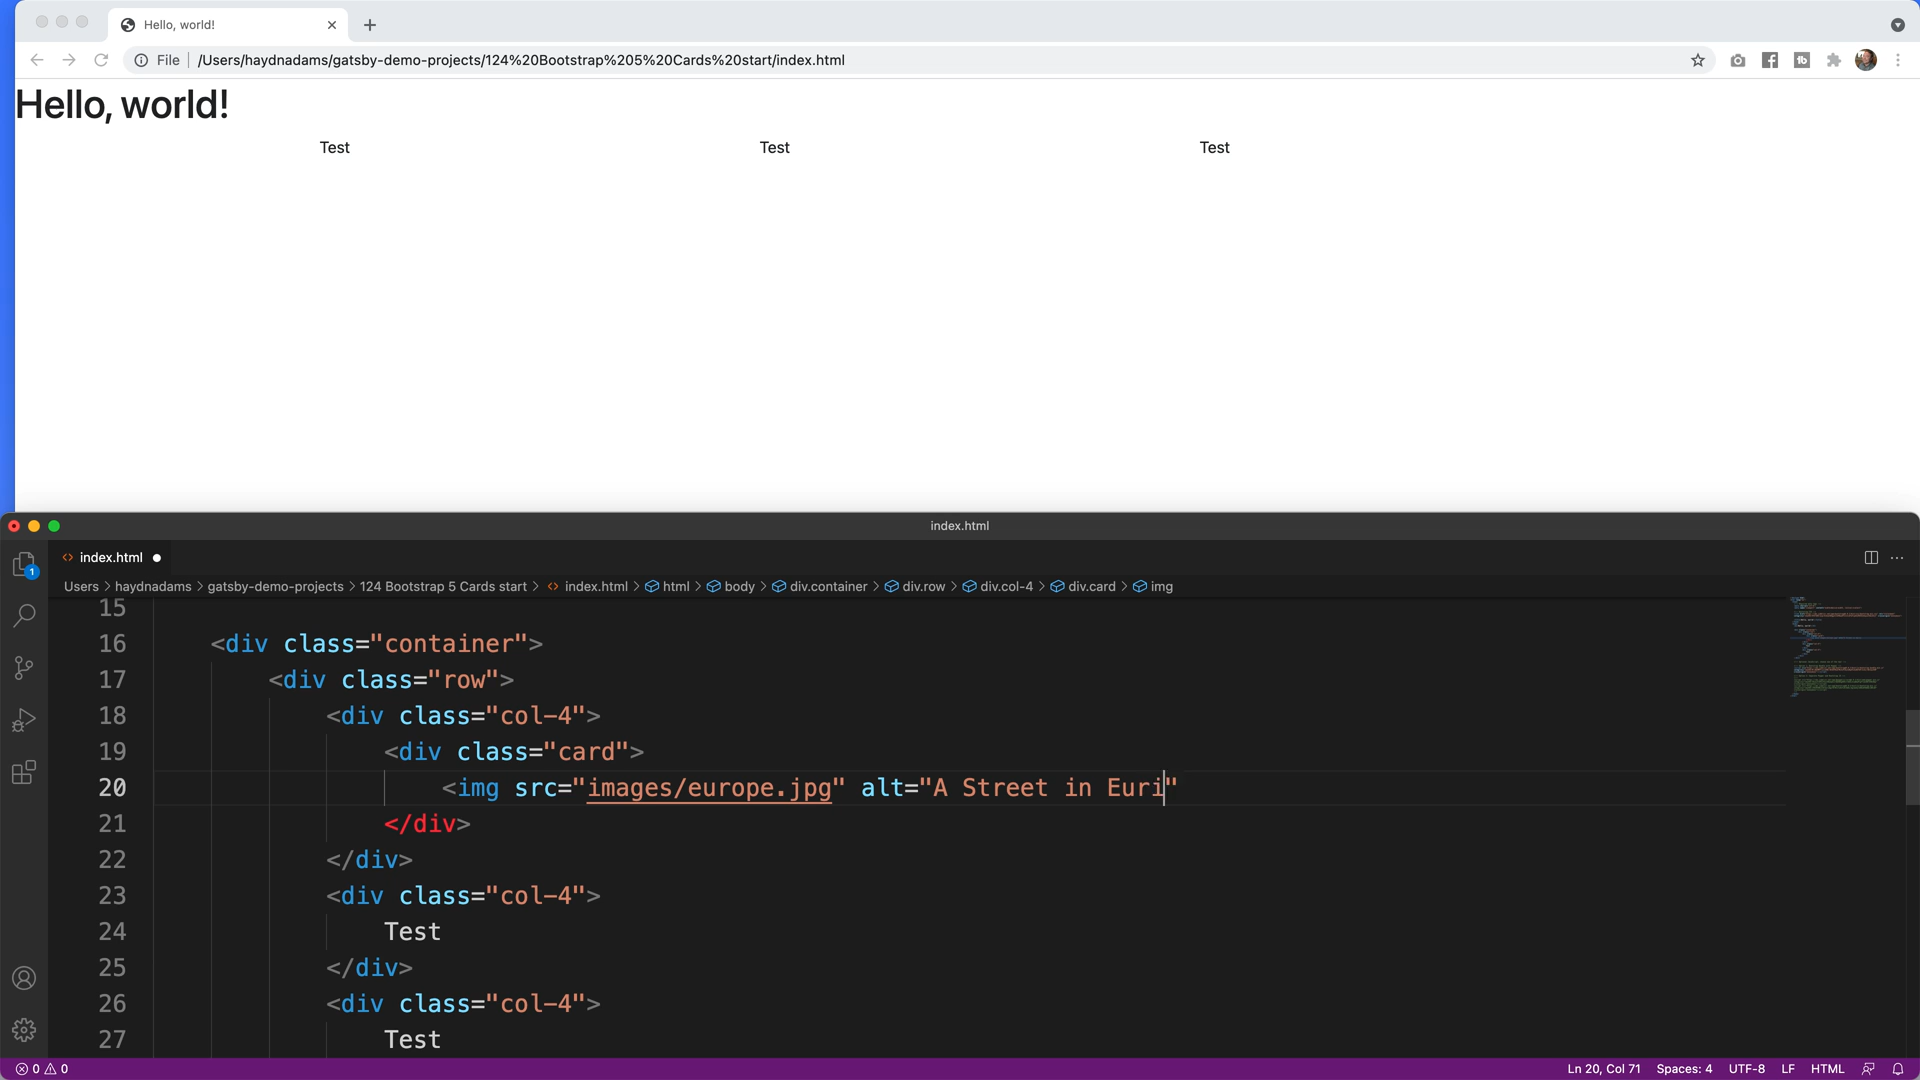 Hello, world!
File /Users/haydnadams/gatsby-demo-projects/124%20Bootstrap%205%20Cards%20start/index.html
Hello, world!
Test Test Test
index.html
index.html
Users > haydnadams > gatsby-demo-projects > 124 Bootstrap 5 Cards start > index.html > html > body > div.container > div.row > div.col-4 > div.card > img
15
16 <div class="container">
17 <div class="row">
18 <div class="col-4">
19 <div class="card">
20 <img src="images/europe.jpg" alt="A Street in Euri"
21 </div>
22 </div>
23 <div class="col-4">
24 Test
25 </div>
26 <div class="col-4">
27 Test
1
0 0 Ln 20, Col 71 Spaces: 4 UTF-8 LF HTML